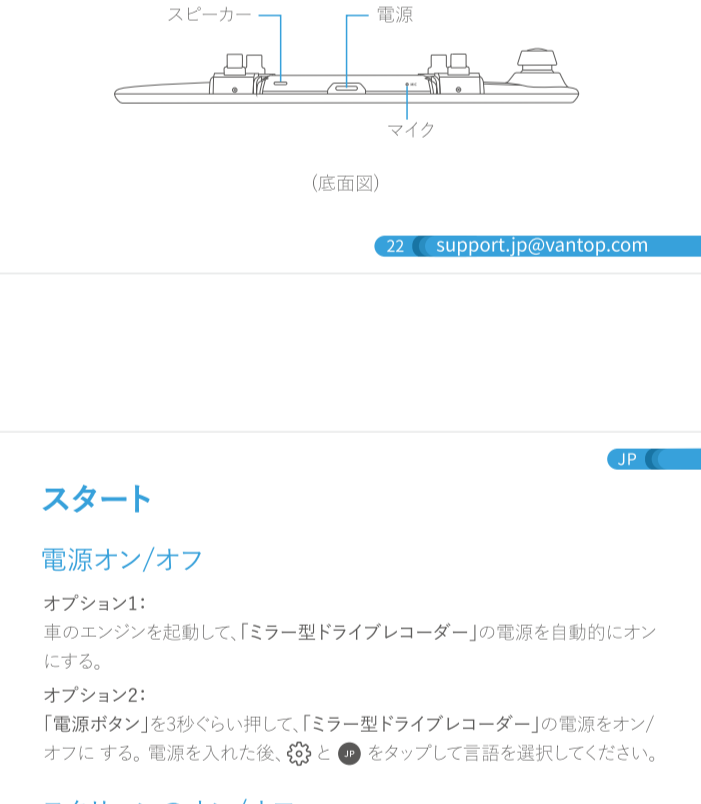 スピーカー
電源
マイク
(底面図)
22 support.jp@vantop.com
JP
スタート
電源オン/オフ
オプション1:
車のエンジンを起動して、「ミラー型ドライブレコーダー」の電源を自動的にオン
にする。
オプション2:
「電源ボタン」を3秒ぐらい押して、「ミラー型ドライブレコーダー」の電源をオン/
オフに する。電源を入れた後、 と JP をタップして言語を選択してください。